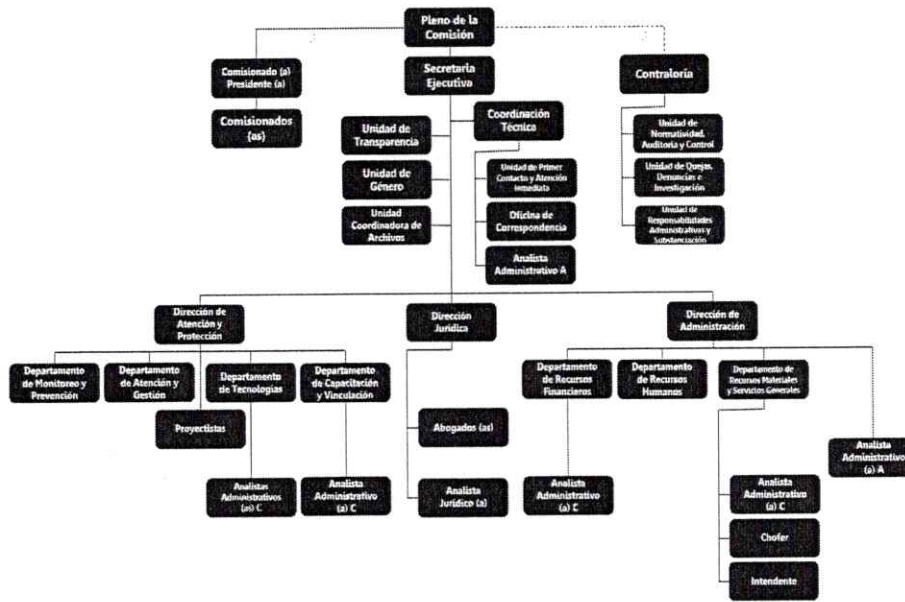 Pleno de la
Comisión
Comisionado (a)
Presidente (a)
Comisionados
(as)
Secretaria
Ejecutiva
Contraloría
Unidad de
Transparencia
Unidad de
Género
Unidad
Coordinadora de
Archivos
Coordinación
Técnica
Unidad de Primer
Contacto y Atención
Inmediata
Oficina de
Correspondencia
Analista
Administrativo A
Unidad de
Normatividad,
Auditoria y Control
Unidad de Quejas,
Denuncias e
Investigación
Unidad de
Responsabilidades
Administrativas y
Substanciación
Dirección de
Atención y
Protección
Dirección
Jurídica
Dirección de
Administración
Departamento
de Monitoreo y
Prevención
Departamento
de Atención y
Gestión
Departamento
de Tecnologías
Departamento
de Capacitación
y Vinculación
Proyectistas
Analistas
Administrativos
(as) C
Analista
Administrativo
(a) C
Abogados (as)
Analista
Jurídico (a)
Departamento
de Recursos
Financieros
Departamento
de Recursos
Humanos
Departamento de
Recursos Materiales
y Servicios Generales
Analista
Administrativo
(a) C
Analista
Administrativo
(a) A
Analista
Administrativo
(a) C
Chofer
Intendente